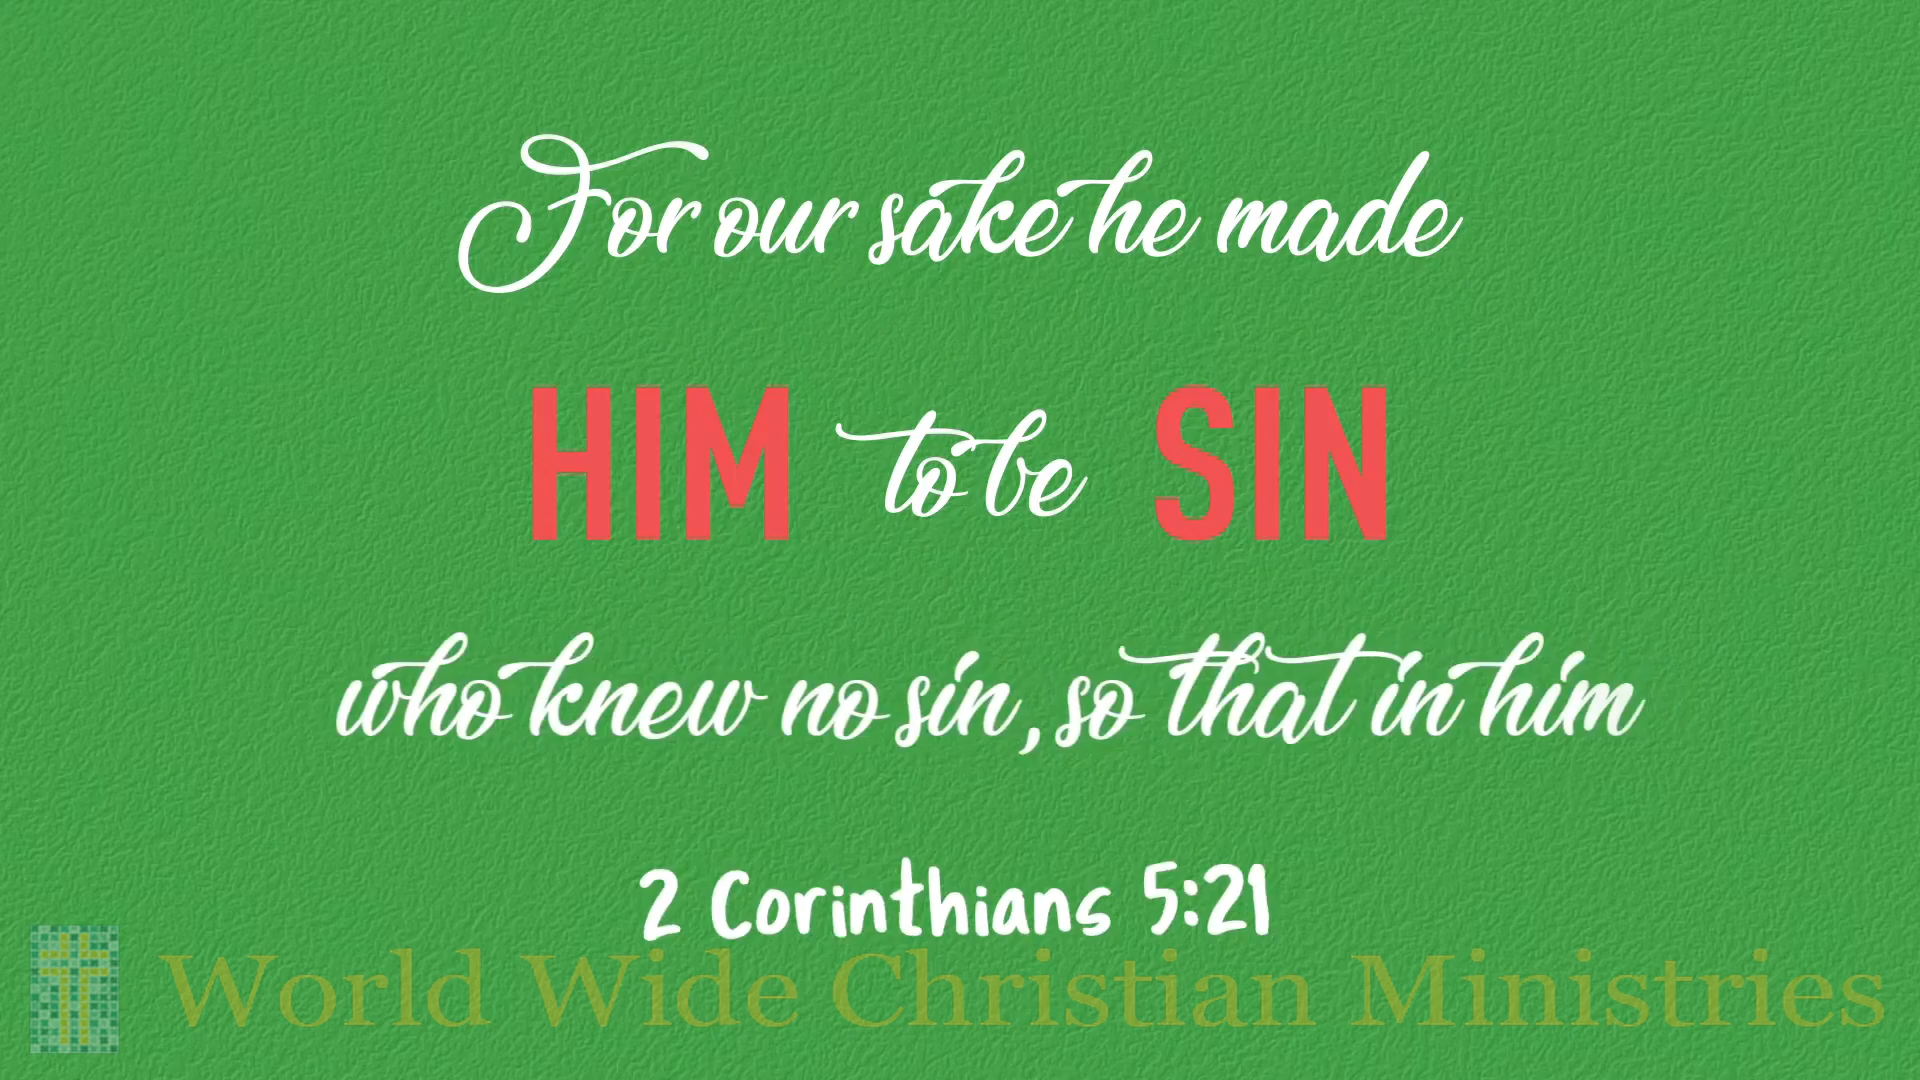 For our sake he made
HIM to be SIN
who knew no sin, so that in him
2 Corinthians 5:21
World Wide Christian Ministries